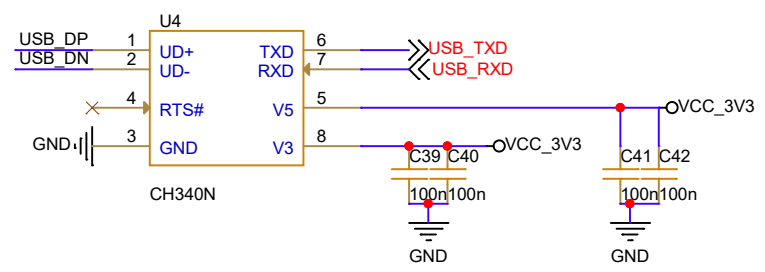 U4
USB_DP 1 UD+ TXD 6 USB_TXD
USB_DN 2 UD- RXD 7 USB_RXD
4 RTS# V5 5 VCC_3V3
GND 3 GND V3 8 VCC_3V3
C39 C40 C41 C42
100n 100n 100n 100n
CH340N
GND GND